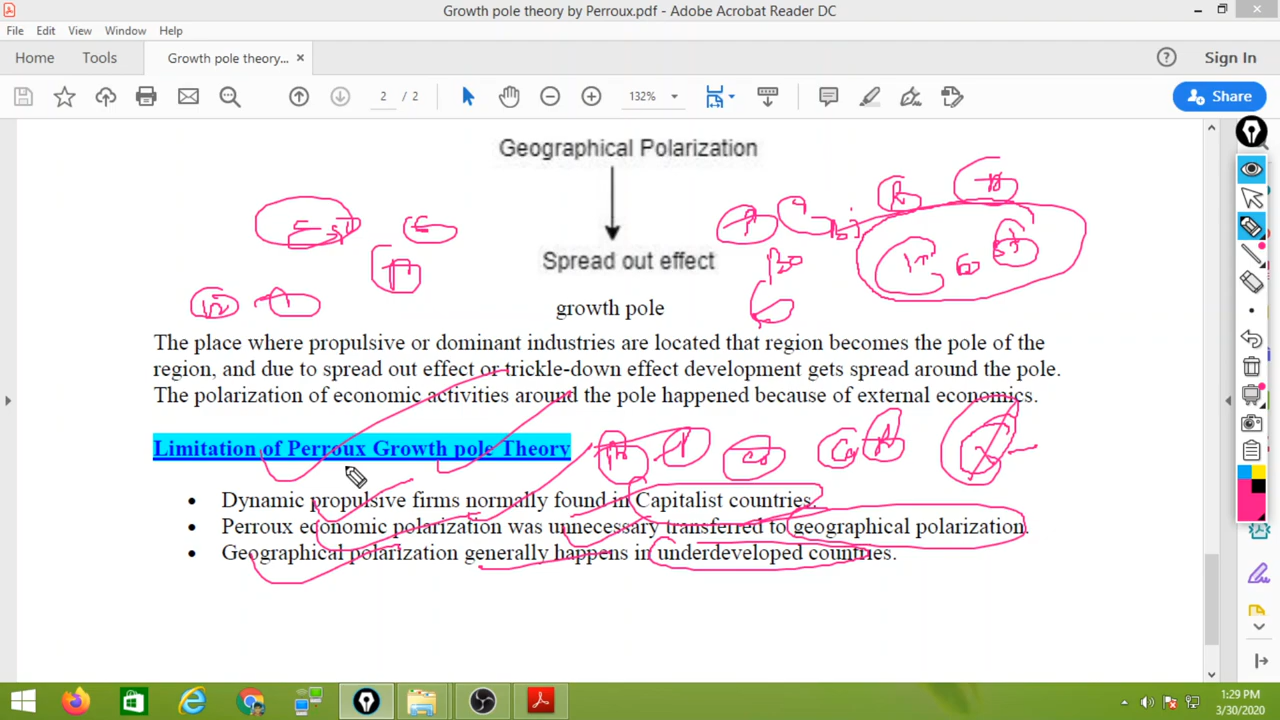 Growth pole theory by Perroux.pdf - Adobe Acrobat Reader DC
File Edit View Window Help
Home Tools Growth pole theory... × Sign In
2 / 2 132% Share
Geographical Polarization
Spread out effect
growth pole
The place where propulsive or dominant industries are located that region becomes the pole of the
region, and due to spread out effect or trickle-down effect development gets spread around the pole.
The polarization of economic activities around the pole happened because of external economics.
Limitation of Perroux Growth pole Theory
• Dynamic propulsive firms normally found in Capitalist countries.
• Perroux economic polarization was unnecessary transferred to geographical polarization.
• Geographical polarization generally happens in underdeveloped countries.
1:29 PM
3/30/2020